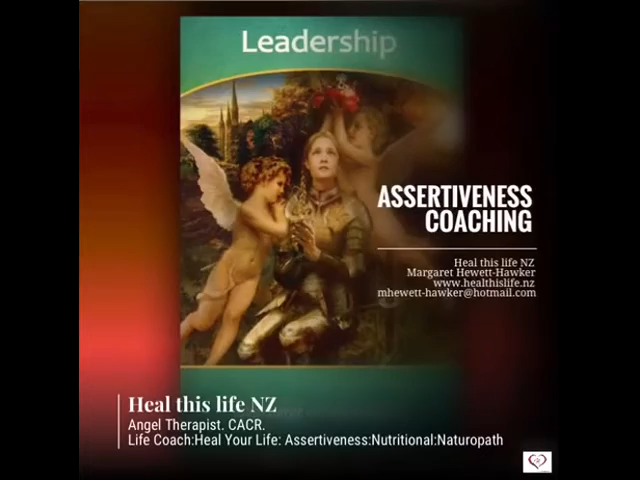 Leadership
ASSERTIVENESS
COACHING
Heal this life NZ
Margaret Hewett-Hawker
www.healthislife.nz
mhewett-hawker@hotmail.com
Heal this life NZ
Angel Therapist. CACR.
Life Coach:Heal Your Life: Assertiveness:Nutritional:Naturopath